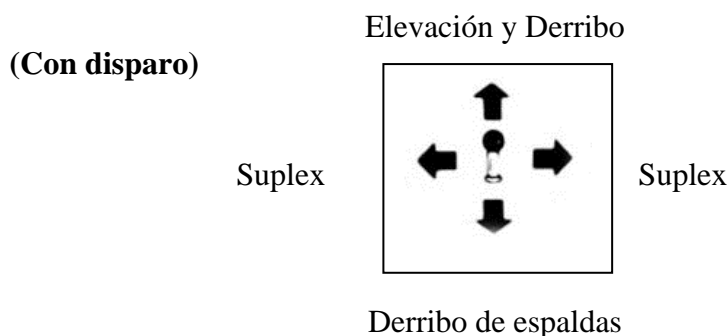 Elevación y Derribo
(Con disparo)
Suplex
Suplex
Derribo de espaldas